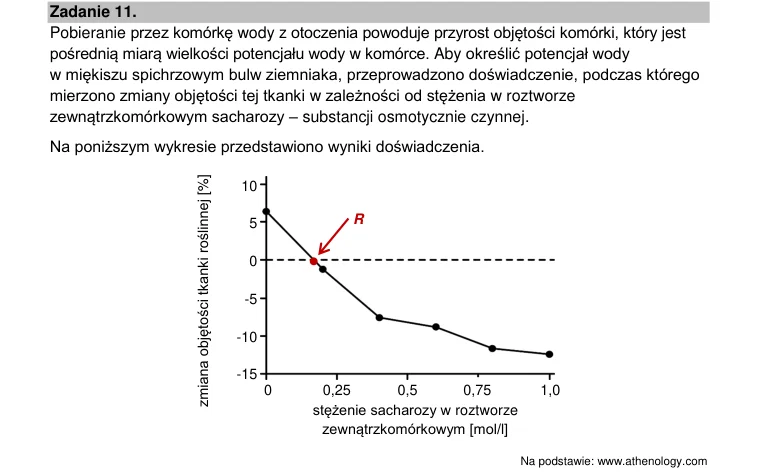 Zadanie 11.
Pobieranie przez komórkę wody z otoczenia powoduje przyrost objętości komórki, który jest
pośrednią miarą wielkości potencjału wody w komórce. Aby określić potencjał wody
w miękiszu spichrzowym bulw ziemniaka, przeprowadzono doświadczenie, podczas którego
mierzono zmiany objętości tej tkanki w zależności od stężenia w roztworze
zewnątrzkomórkowym sacharozy – substancji osmotycznie czynnej.
Na poniższym wykresie przedstawiono wyniki doświadczenia.
zmiana objętości tkanki roślinnej [%]
10
5
0
-5
-10
-15
R
0 0,25 0,5 0,75 1,0
stężenie sacharozy w roztworze
zewnątrzkomórkowym [mol/l]
Na podstawie: www.athenology.com